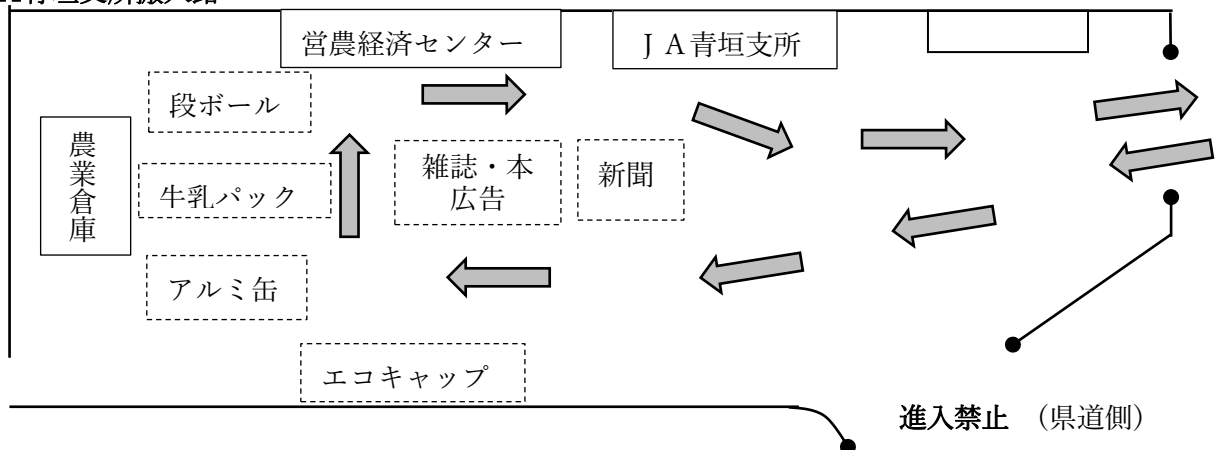 営農経済センター
ＪＡ青垣支所
段ボール
農業倉庫
牛乳パック
雑誌・本
広告
新聞
アルミ缶
エコキャップ
進入禁止 （県道側）